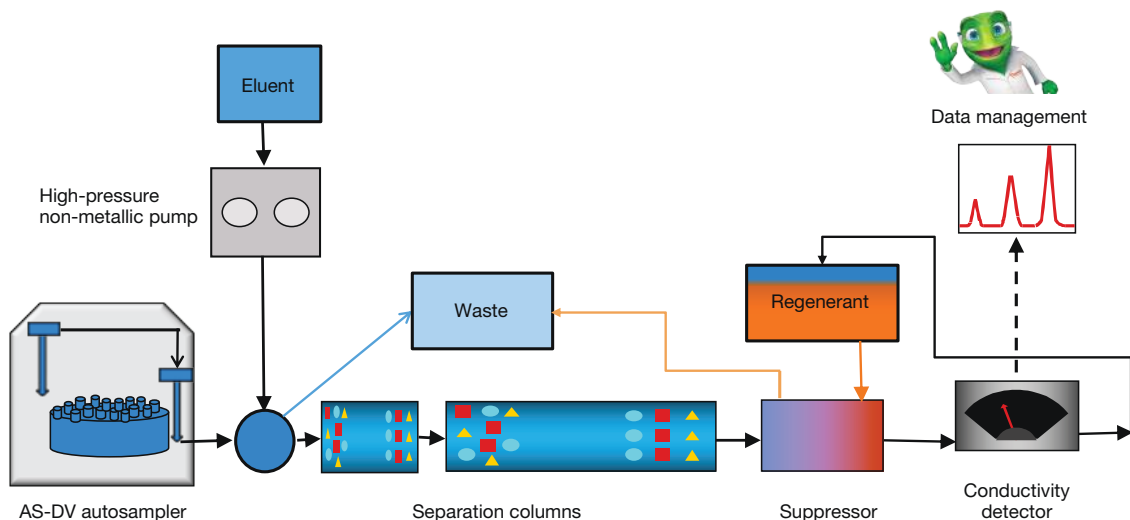 Eluent
Data management
High-pressure
non-metallic pump
Waste
Regenerant
AS-DV autosampler
Separation columns
Suppressor
Conductivity
detector